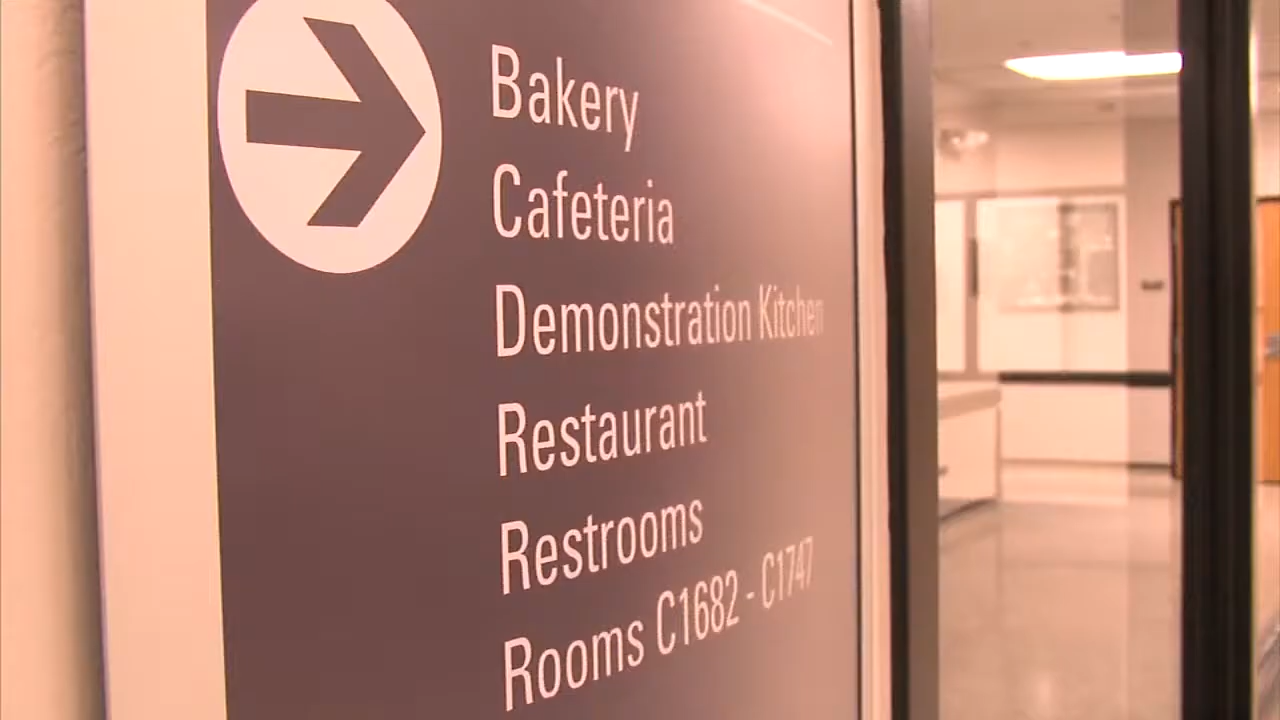 Bakery
Cafeteria
Demonstration Kitchen
Restaurant
Restrooms
Rooms C1682 - C1747